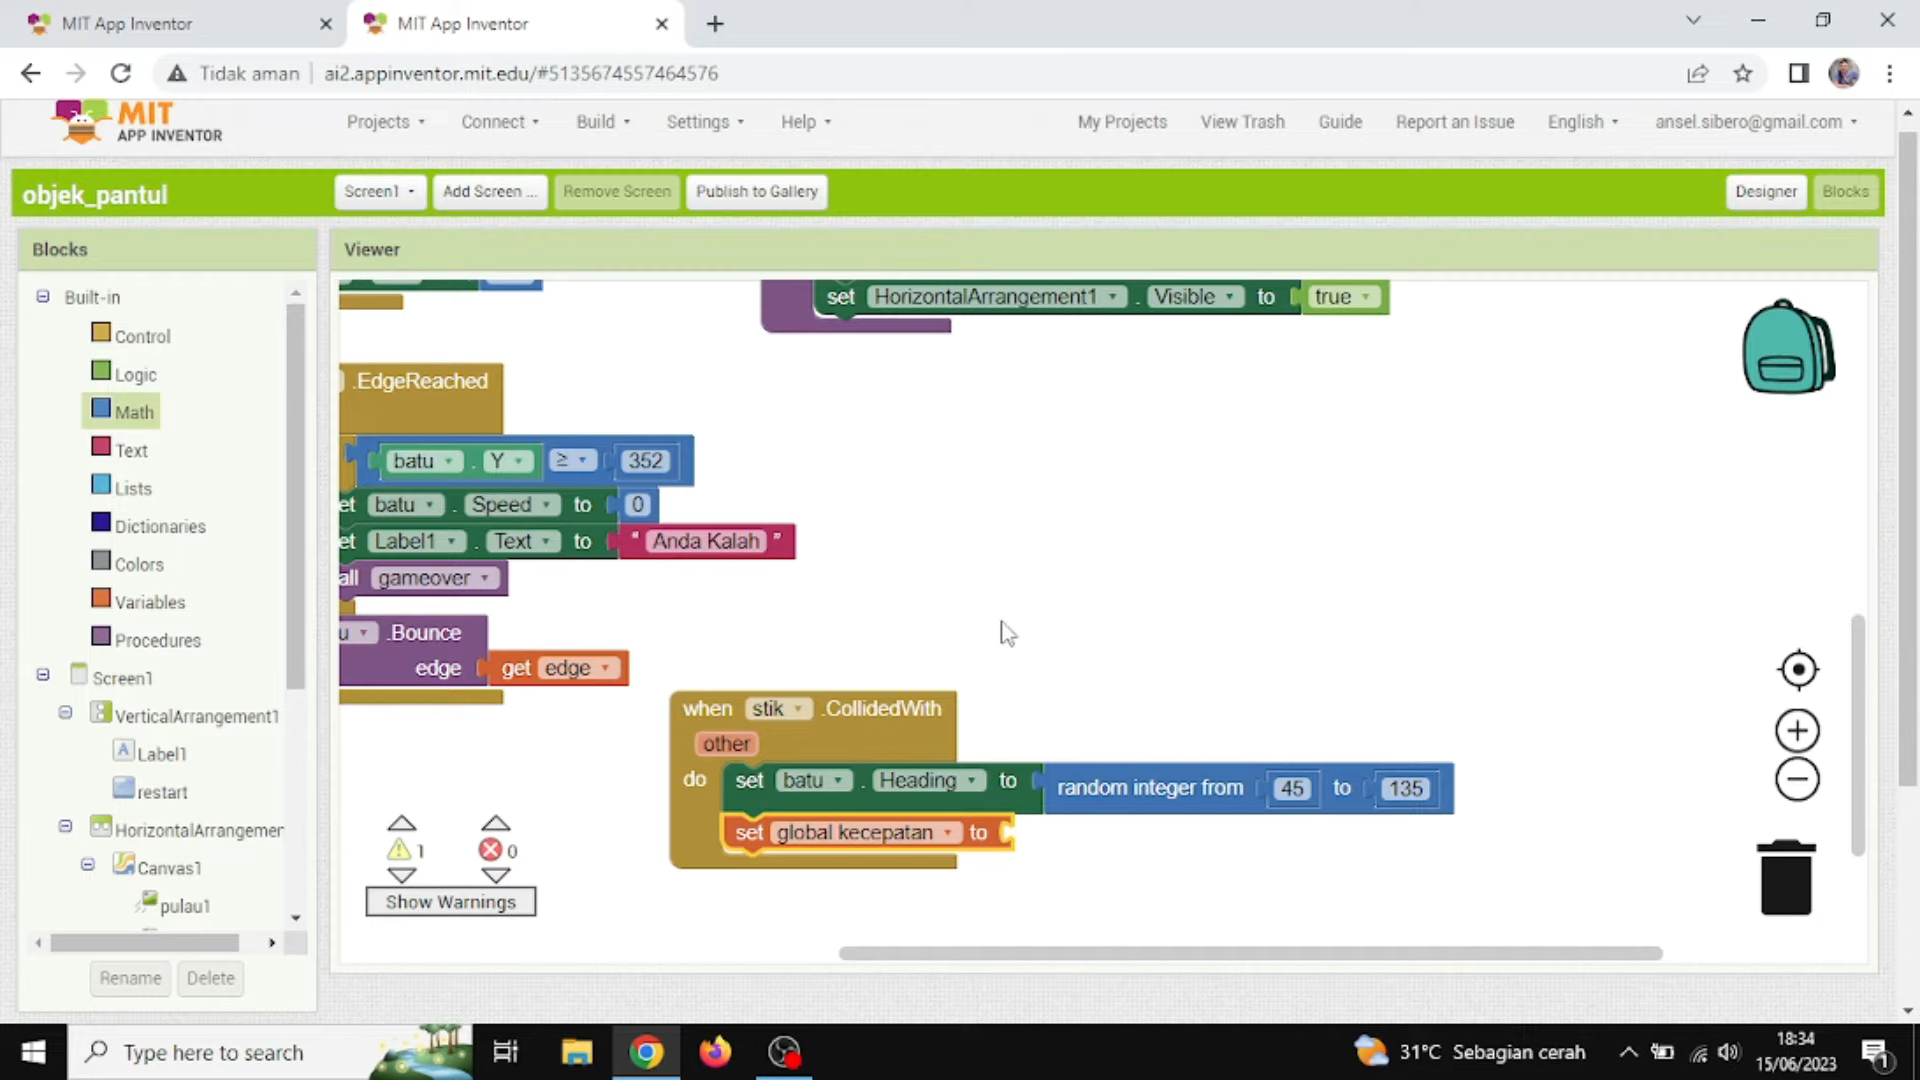 MIT App Inventor
MIT App Inventor
Tidak aman ai2.appinventor.mit.edu/#5135674557464576
MIT
APP INVENTOR
Projects
Connect
Build
Settings
Help
My Projects
View Trash
Guide
Report an Issue
English
ansel.sibero@gmail.com
objek_pantul
Screen1
Add Screen ...
Remove Screen
Publish to Gallery
Designer
Blocks
Blocks
Viewer
Built-in
Control
Logic
Math
Text
Lists
Dictionaries
Colors
Variables
Procedures
Screen1
VerticalArrangement1
A Label1
restart
HorizontalArrangemer
Canvas1
pulau1
Rename
Delete
set HorizontalArrangement1 . Visible to true
.EdgeReached
batu . Y ≥ 352
et batu . Speed to 0
et Label1 . Text to “ Anda Kalah ”
all gameover
u .Bounce
edge get edge
when stik .CollidedWith
other
do set batu . Heading to random integer from 45 to 135
set global kecepatan to
1
0
Show Warnings
Type here to search
31°C Sebagian cerah
18:34
15/06/2023
1